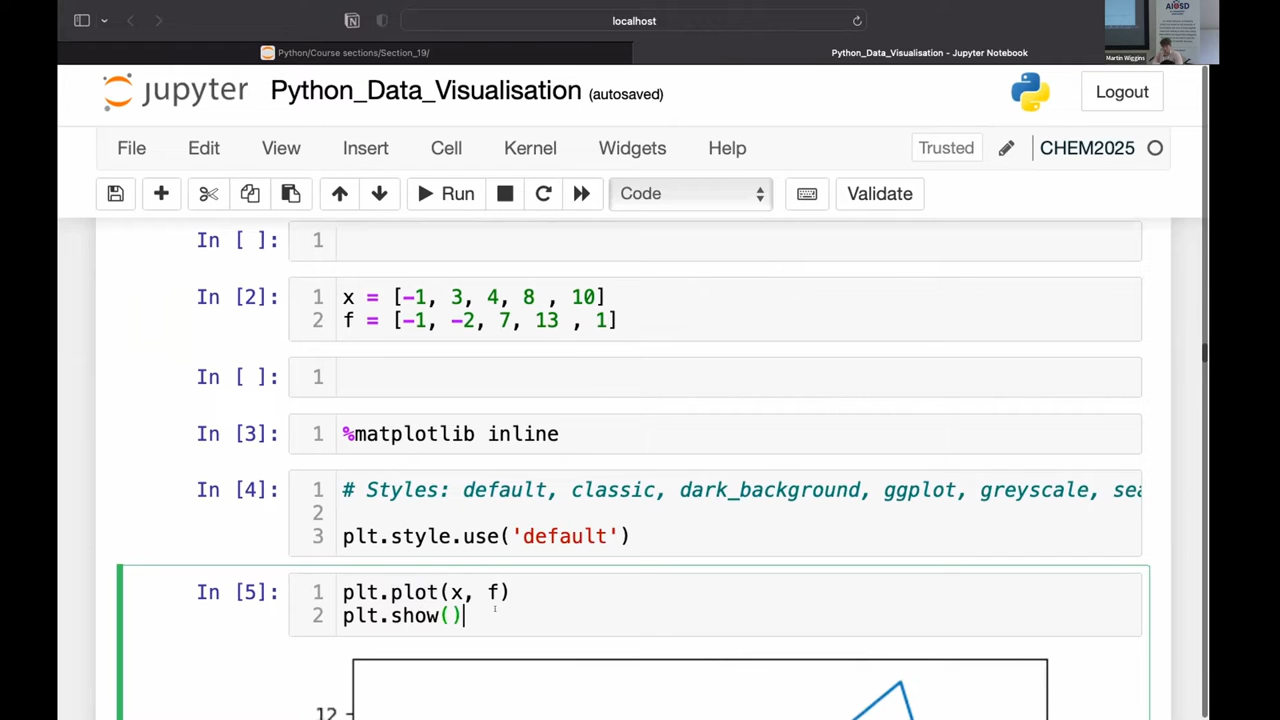 localhost
Python/Course sections/Section_19/
Python_Data_Visualisation - Jupyter Notebook
AI4SD
Martin Wiggins
jupyter Python_Data_Visualisation (autosaved)
Logout
File Edit View Insert Cell Kernel Widgets Help
Trusted
CHEM2025
Run
Code
Validate
In [ ]: 1
In [2]: 1 x = [-1, 3, 4, 8 , 10]
2 f = [-1, -2, 7, 13 , 1]
In [ ]: 1
In [3]: 1 %matplotlib inline
In [4]: 1 # Styles: default, classic, dark_background, ggplot, greyscale, sea
2
3 plt.style.use('default')
In [5]: 1 plt.plot(x, f)
2 plt.show()
12